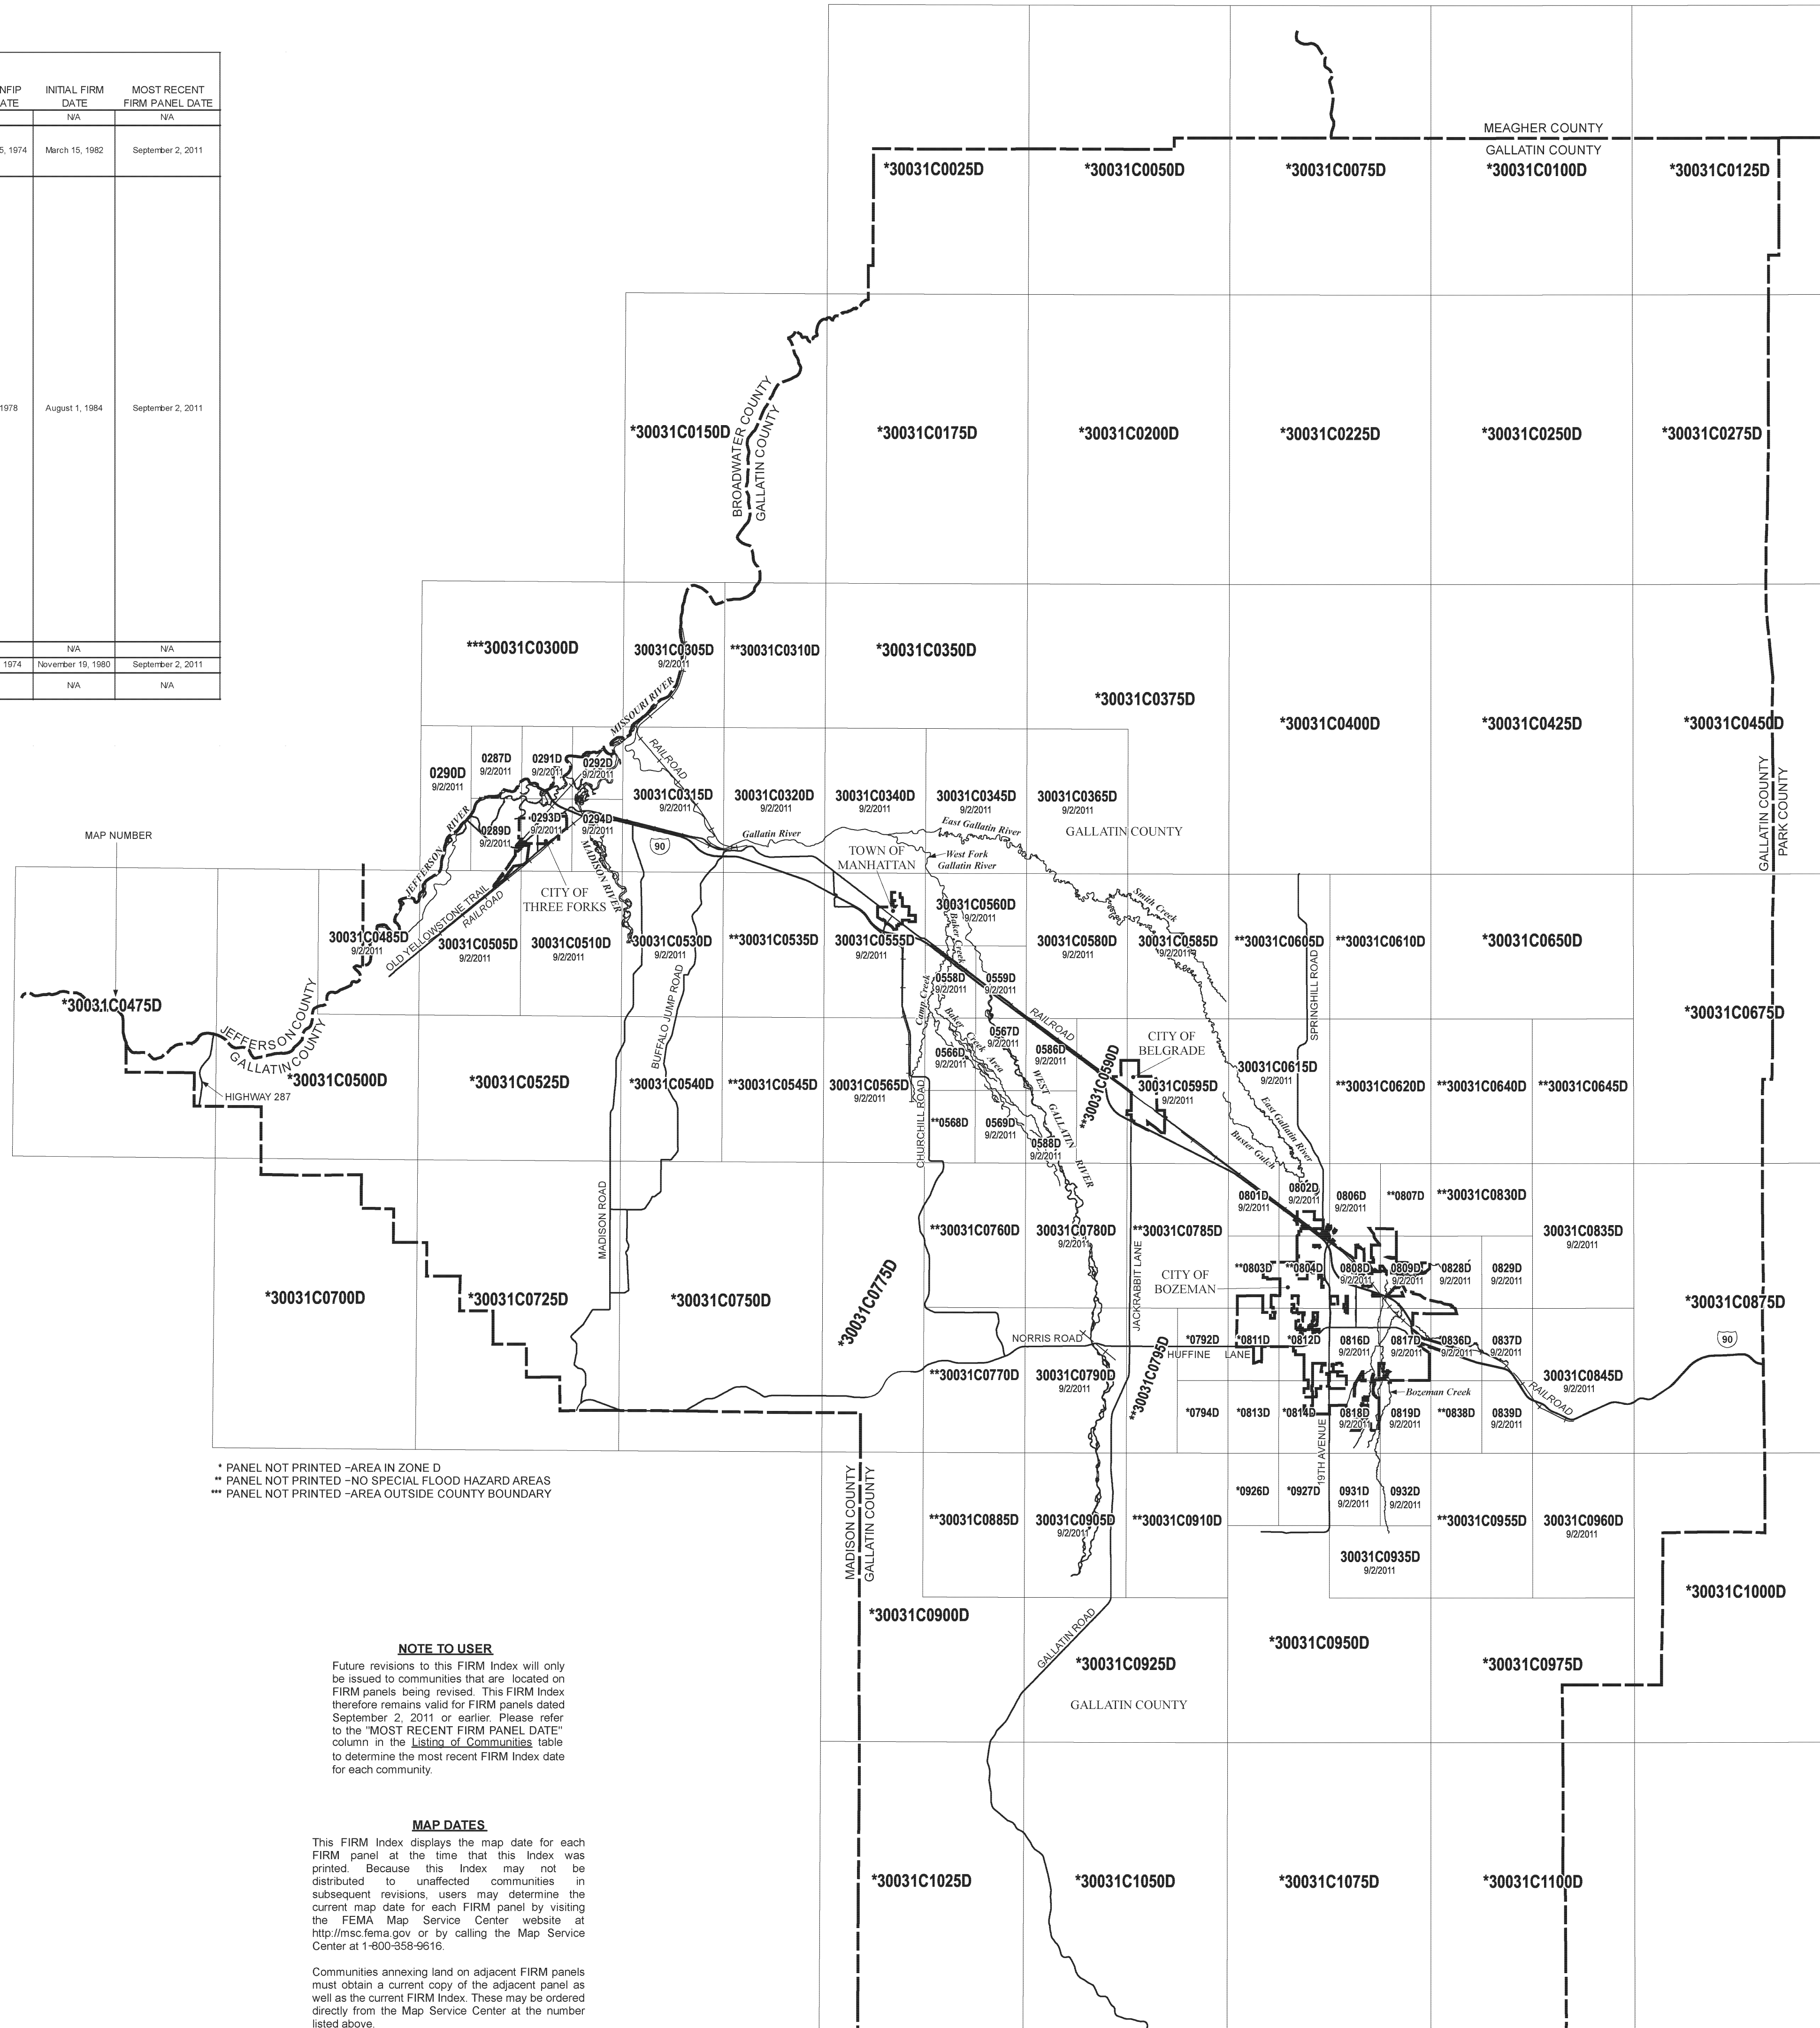 NFIP
ATE
INITIAL FIRM
DATE
MOST RECENT
FIRM PANEL DATE
N/A
N/A
5, 1974
March 15, 1982
September 2, 2011
1978
August 1, 1984
September 2, 2011
N/A
N/A
1974
November 19, 1980
September 2, 2011
N/A
N/A
MEAGHER COUNTY
GALLATIN COUNTY
*30031C0025D
*30031C0050D
*30031C0075D
*30031C0100D
*30031C0125D
BROADWATER COUNTY
GALLATIN COUNTY
*30031C0150D
*30031C0175D
*30031C0200D
*30031C0225D
*30031C0250D
*30031C0275D
***30031C0300D
30031C0305D
9/2/2011
**30031C0310D
*30031C0350D
*30031C0375D
*30031C0400D
*30031C0425D
*30031C0450D
GALLATIN COUNTY
PARK COUNTY
MISSOURI RIVER
RAILROAD
0290D
9/2/2011
0287D
9/2/2011
0291D
9/2/2011
0292D
9/2/2011
0289D
9/2/2011
0293D
9/2/2011
0294D
9/2/2011
30031C0315D
9/2/2011
30031C0320D
9/2/2011
30031C0340D
9/2/2011
30031C0345D
9/2/2011
30031C0365D
9/2/2011
GALLATIN COUNTY
JEFFERSON RIVER
MADISON RIVER
90
Gallatin River
East Gallatin River
West Fork
Gallatin River
TOWN OF
MANHATTAN
CITY OF
THREE FORKS
OLD YELLOWSTONE TRAIL
RAILROAD
MAP NUMBER
Smith Creek
*30031C0475D
30031C0485D
9/2/2011
30031C0505D
9/2/2011
30031C0510D
9/2/2011
30031C0530D
9/2/2011
**30031C0535D
30031C0555D
9/2/2011
30031C0560D
9/2/2011
Baker Creek
0558D
9/2/2011
0559D
9/2/2011
30031C0580D
9/2/2011
30031C0585D
9/2/2011
**30031C0605D
**30031C0610D
*30031C0650D
*30031C0675D
SPRINGHILL ROAD
JEFFERSON COUNTY
GALLATIN COUNTY
HIGHWAY 287
*30031C0500D
*30031C0525D
BUFFALO JUMP ROAD
*30031C0540D
**30031C0545D
30031C0565D
9/2/2011
Camp Creek
Baker Creek Area
0566D
9/2/2011
0567D
9/2/2011
**0568D
0569D
9/2/2011
RAILROAD
0586D
9/2/2011
0588D
9/2/2011
WEST GALLATIN RIVER
**30031C0590D
CITY OF
BELGRADE
30031C0595D
9/2/2011
30031C0615D
9/2/2011
**30031C0620D
**30031C0640D
**30031C0645D
East Gallatin River
Buster Gulch
CHURCHILL ROAD
MADISON ROAD
*30031C0700D
*30031C0725D
*30031C0750D
*30031C0775D
**30031C0760D
30031C0780D
9/2/2011
**30031C0785D
JACKRABBIT LANE
0801D
9/2/2011
0802D
9/2/2011
0806D
9/2/2011
**0807D
**30031C0830D
30031C0835D
9/2/2011
**0803D
**0804D
0808D
9/2/2011
0809D
9/2/2011
0828D
9/2/2011
0829D
9/2/2011
CITY OF
BOZEMAN
*30031C0875D
NORRIS ROAD
HUFFINE LANE
*0792D
*0811D
*0812D
0816D
9/2/2011
0817D
9/2/2011
0836D
9/2/2011
0837D
9/2/2011
90
**30031C0770D
30031C0790D
9/2/2011
**30031C0795D
*0794D
*0813D
*0814D
0818D
9/2/2011
0819D
9/2/2011
**0838D
0839D
9/2/2011
30031C0845D
9/2/2011
Bozeman Creek
RAILROAD
19TH AVENUE
* PANEL NOT PRINTED -AREA IN ZONE D
** PANEL NOT PRINTED -NO SPECIAL FLOOD HAZARD AREAS
*** PANEL NOT PRINTED -AREA OUTSIDE COUNTY BOUNDARY
MADISON COUNTY
GALLATIN COUNTY
**30031C0885D
30031C0905D
9/2/2011
**30031C0910D
*0926D
*0927D
0931D
9/2/2011
0932D
9/2/2011
30031C0935D
9/2/2011
**30031C0955D
30031C0960D
9/2/2011
*30031C1000D
*30031C0900D
GALLATIN ROAD
*30031C0925D
*30031C0950D
*30031C0975D
GALLATIN COUNTY
*30031C1025D
*30031C1050D
*30031C1075D
*30031C1100D
NOTE TO USER
Future revisions to this FIRM Index will only
be issued to communities that are located on
FIRM panels being revised. This FIRM Index
therefore remains valid for FIRM panels dated
September 2, 2011 or earlier. Please refer
to the "MOST RECENT FIRM PANEL DATE"
column in the Listing of Communities table
to determine the most recent FIRM Index date
for each community.
MAP DATES
This FIRM Index displays the map date for each
FIRM panel at the time that this Index was
printed. Because this Index may not be
distributed to unaffected communities in
subsequent revisions, users may determine the
current map date for each FIRM panel by visiting
the FEMA Map Service Center website at
http://msc.fema.gov or by calling the Map Service
Center at 1-800-358-9616.
Communities annexing land on adjacent FIRM panels
must obtain a current copy of the adjacent panel as
well as the current FIRM Index. These may be ordered
directly from the Map Service Center at the number
listed above.